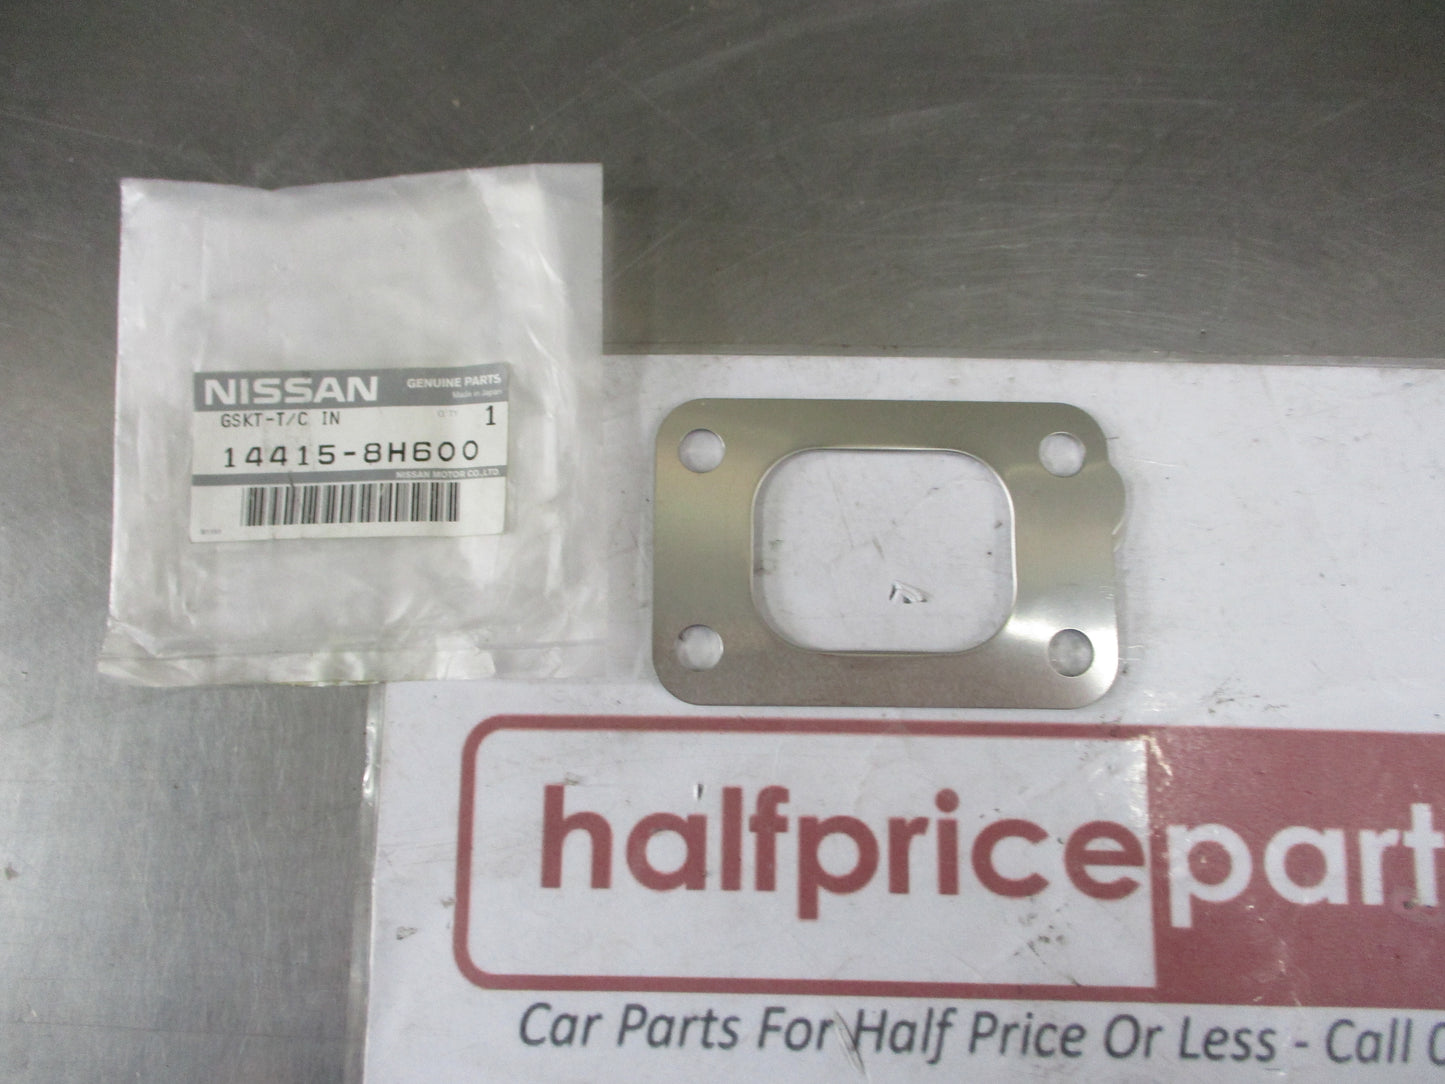 NISSAN GENUINE PARTS
Made in Japan
GSKT-T/C IN Q'TY 1
14415-8H600
NISSAN MOTOR CO.,LTD.
halfpricepart
Car Parts For Half Price Or Less - Call